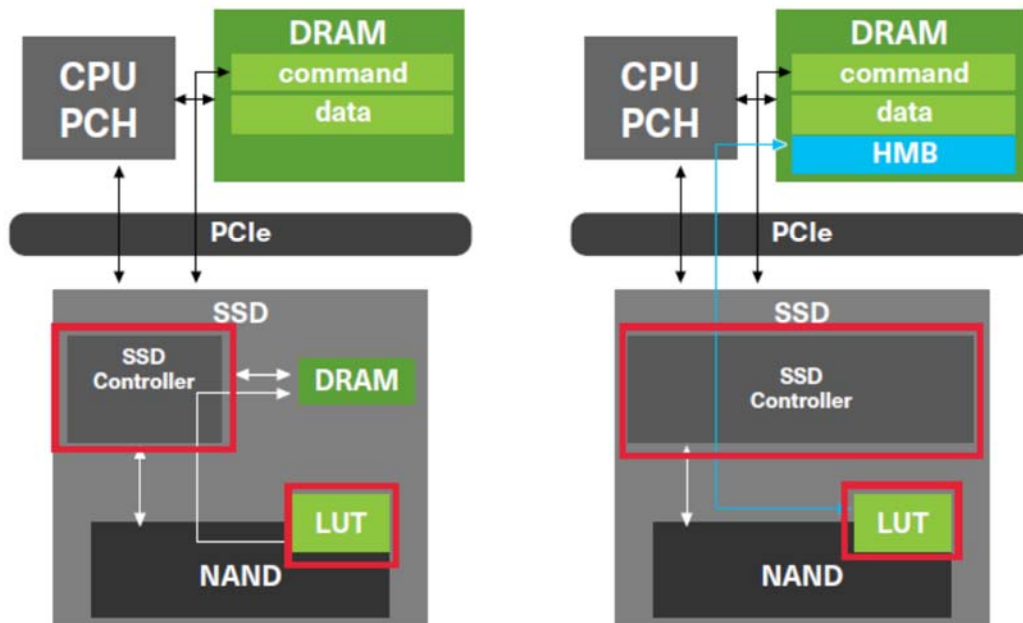 DRAM
CPU
PCH
command
data
PCIe
SSD
SSD
Controller
DRAM
LUT
NAND
DRAM
CPU
PCH
command
data
HMB
PCIe
SSD
SSD
Controller
LUT
NAND